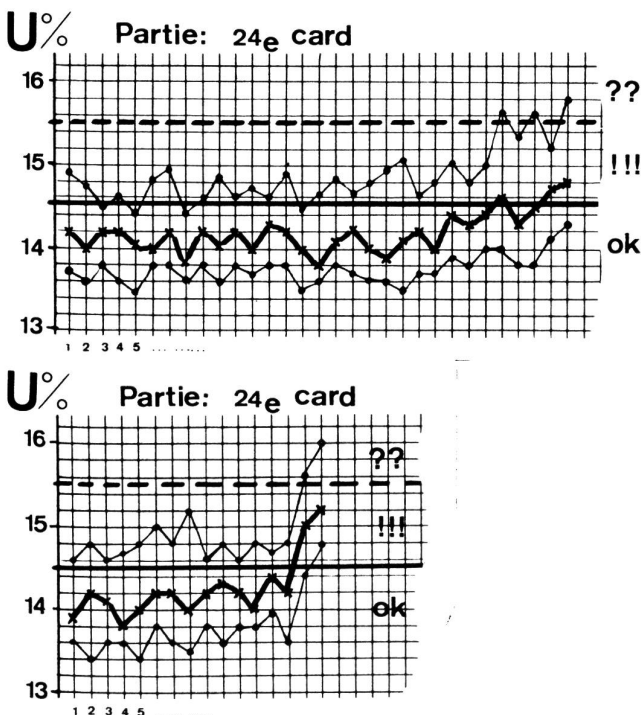 U%
Partie: 24e card
16
??
15
!!!
14
ok
13
1 2 3 4 5 ... ......
U%
Partie: 24e card
16
??
15
!!!
14
ok
13
1 2 3 4 5 ...... ......